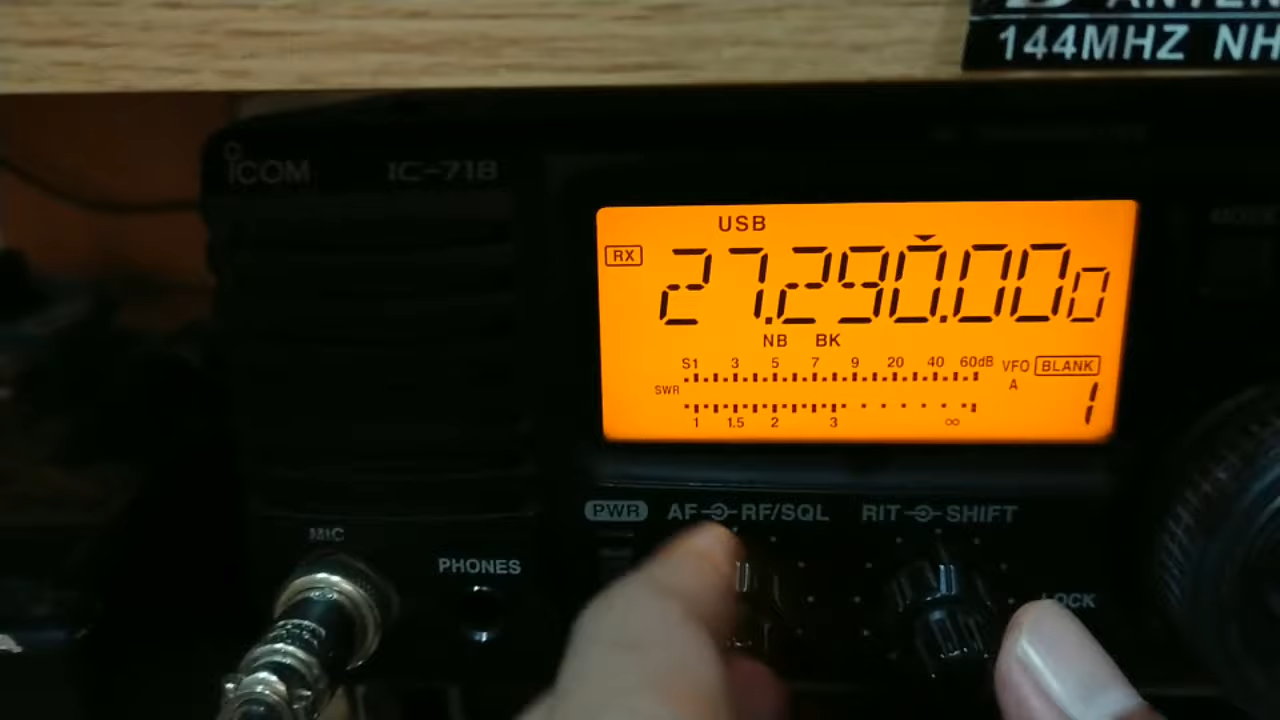 ANTEN
144MHZ NH
ICOM IC-718
USB
RX 27.290.000
NB BK
S1 3 5 7 9 20 40 60dB VFO BLANK
SWR A 1
1 1.5 2 3 ∞
PWR AF RF/SQL RIT SHIFT
MIC
PHONES
LOCK